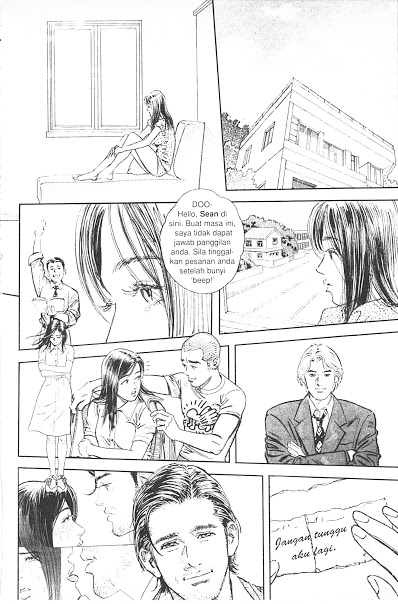 DOO-
Hello, Sean di
sini. Buat masa ini,
saya tidak dapat
jawab panggilan
anda. Sila tinggal-
kan pesanan anda
setelah bunyi
'beep!'
Jangan tunggu
aku lagi.